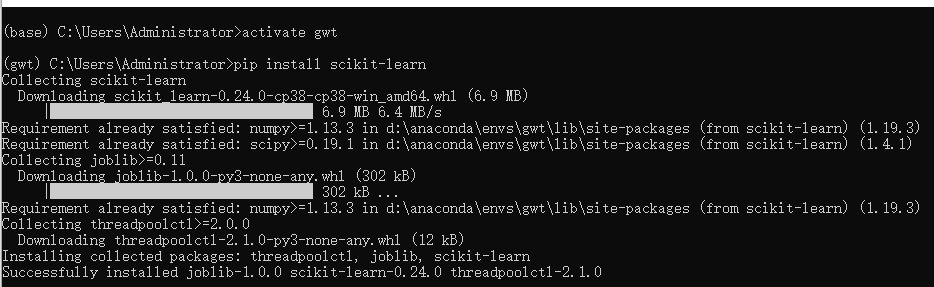 (base) C:\Users\Administrator>activate gwt
(gwt) C:\Users\Administrator>pip install scikit-learn
Collecting scikit-learn
Downloading scikit_learn-0.24.0-cp38-cp38-win_amd64.whl (6.9 MB)
6.9 MB 6.4 MB/s
Requirement already satisfied: numpy>=1.13.3 in d:\anaconda\envs\gwt\lib\site-packages (from scikit-learn) (1.19.3)
Requirement already satisfied: scipy>=0.19.1 in d:\anaconda\envs\gwt\lib\site-packages (from scikit-learn) (1.4.1)
Collecting joblib>=0.11
Downloading joblib-1.0.0-py3-none-any.whl (302 kB)
302 kB ...
Requirement already satisfied: numpy>=1.13.3 in d:\anaconda\envs\gwt\lib\site-packages (from scikit-learn) (1.19.3)
Collecting threadpoolctl>=2.0.0
Downloading threadpoolctl-2.1.0-py3-none-any.whl (12 kB)
Installing collected packages: threadpoolctl, joblib, scikit-learn
Successfully installed joblib-1.0.0 scikit-learn-0.24.0 threadpoolctl-2.1.0